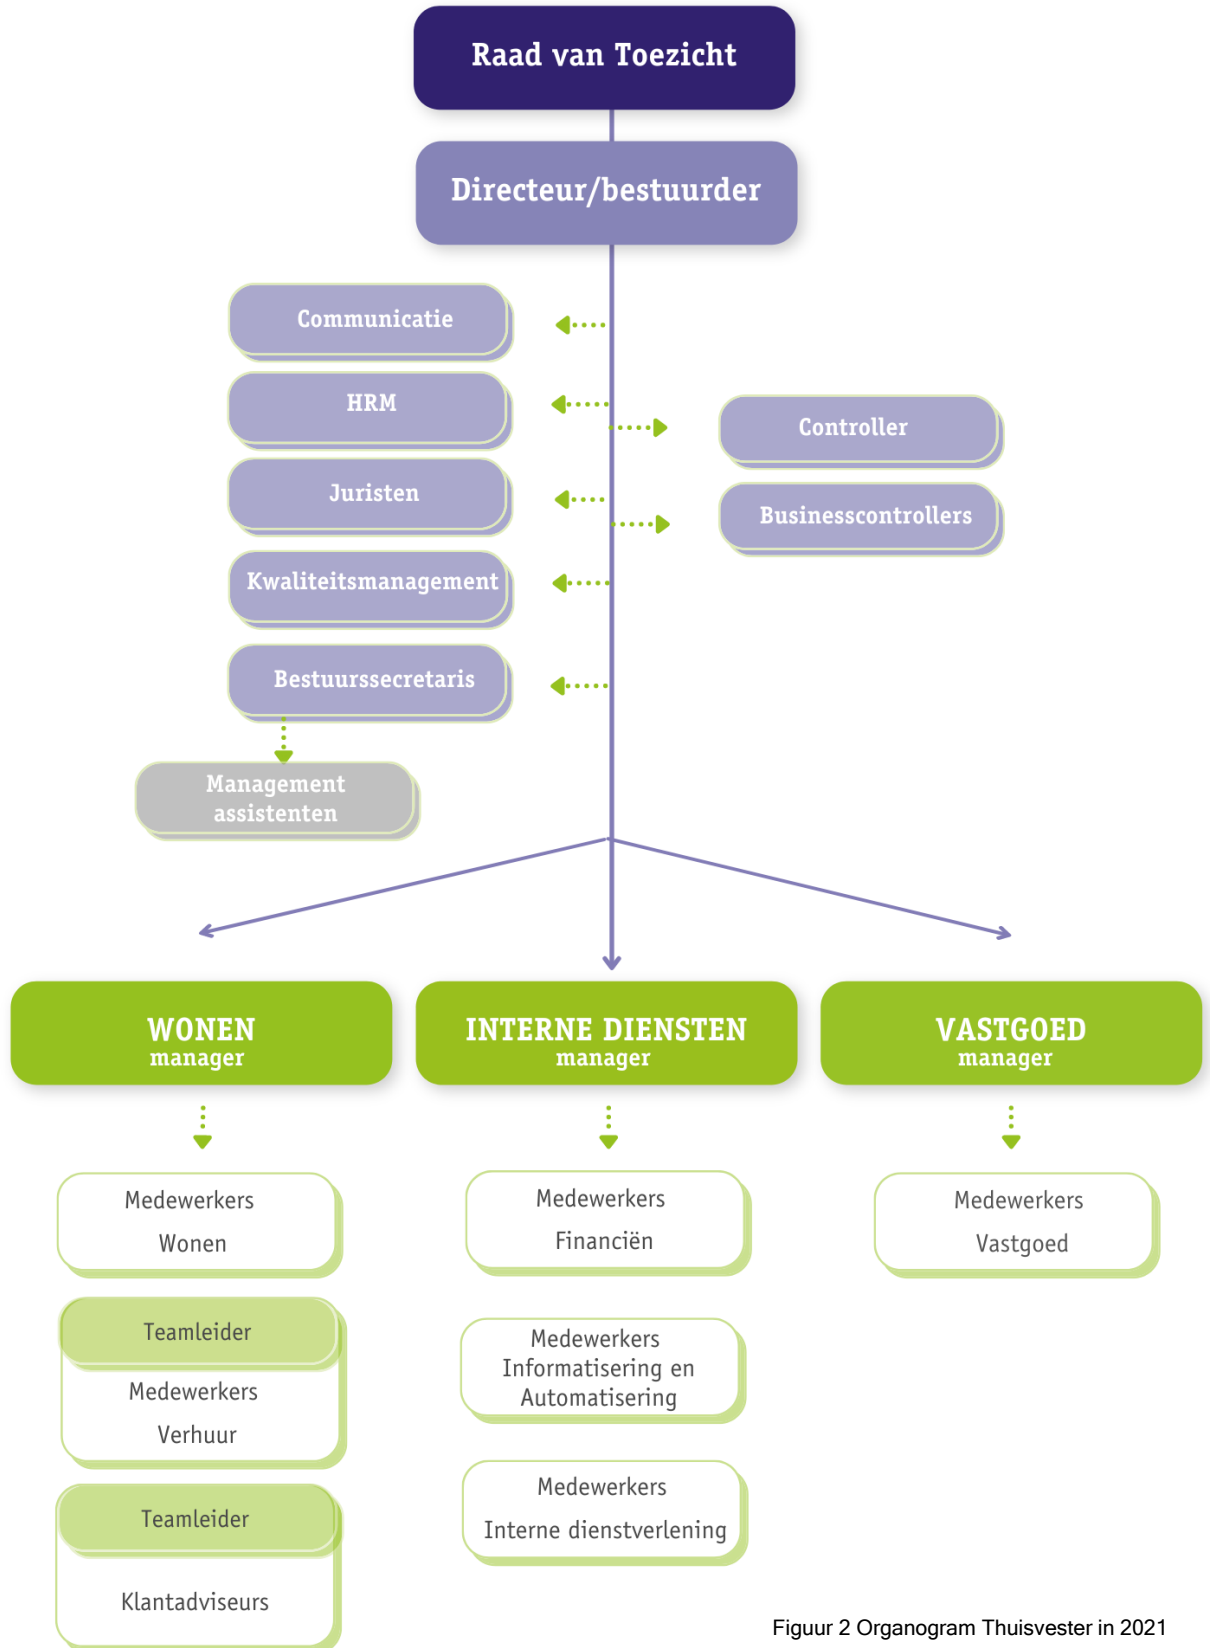 Raad van Toezicht
Directeur/bestuurder
Communicatie
HRM
Juristen
Kwaliteitsmanagement
Bestuurssecretaris
Management
assistenten
Controller
Businesscontrollers
WONEN
manager
Medewerkers
Wonen
Teamleider
Medewerkers
Verhuur
Teamleider
Klantadviseurs
INTERNE DIENSTEN
manager
Medewerkers
Financiën
Medewerkers
Informatisering en
Automatisering
Medewerkers
Interne dienstverlening
VASTGOED
manager
Medewerkers
Vastgoed
Figuur 2 Organogram Thuisvester in 2021